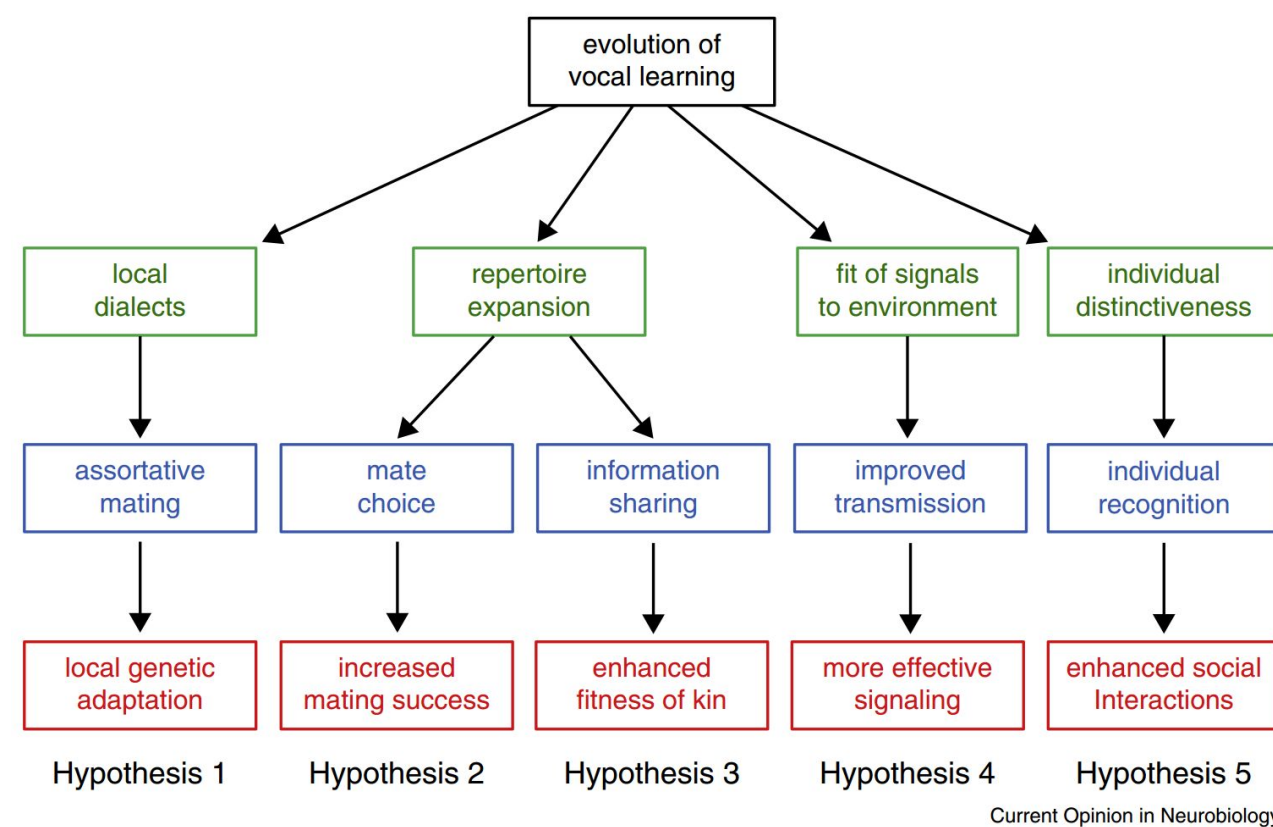 evolution of
vocal learning
local
dialects
repertoire
expansion
fit of signals
to environment
individual
distinctiveness
assortative
mating
mate
choice
information
sharing
improved
transmission
individual
recognition
local genetic
adaptation
increased
mating success
enhanced
fitness of kin
more effective
signaling
enhanced social
Interactions
Hypothesis 1
Hypothesis 2
Hypothesis 3
Hypothesis 4
Hypothesis 5
Current Opinion in Neurobiology